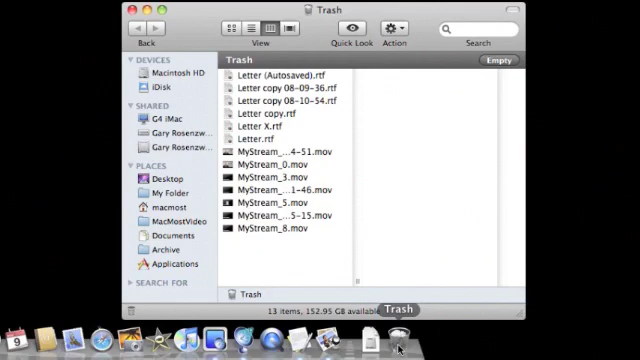 Trash
Back
View
Quick Look
Action
Search
Trash
Empty
DEVICES
Macintosh HD
iDisk
SHARED
G4 iMac
Gary Rosenzw...
Gary Rosenzw...
PLACES
Desktop
My Folder
macmost
MacMostVideo
Documents
Archive
Applications
SEARCH FOR
Letter (Autosaved).rtf
Letter copy 08-09-36.rtf
Letter copy 08-10-54.rtf
Letter copy.rtf
Letter X.rtf
Letter.rtf
MyStream_...4-51.mov
MyStream_0.mov
MyStream_3.mov
MyStream_...1-46.mov
MyStream_5.mov
MyStream_...5-15.mov
MyStream_8.mov
Trash
13 items, 152.95 GB available
Trash
9